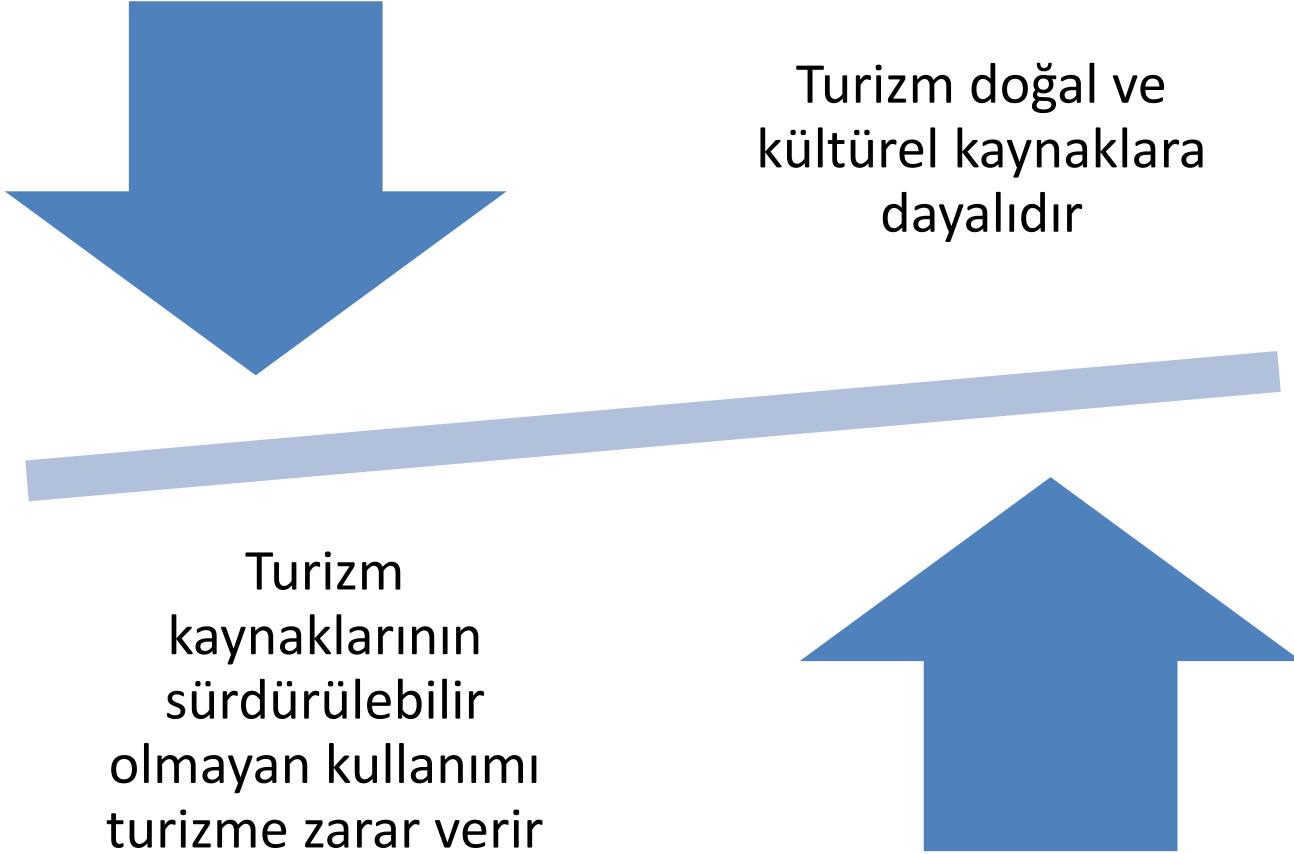 Turizm doğal ve
kültürel kaynaklara
dayalıdır
Turizm
kaynaklarının
sürdürülebilir
olmayan kullanımı
turizme zarar verir